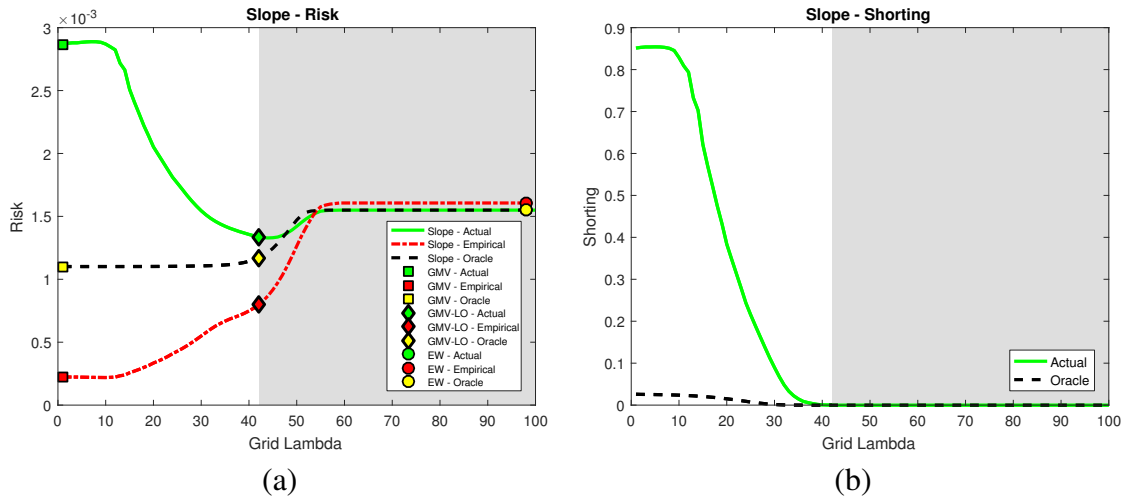 Slope - Risk
×10^-3
3
2.5
2
1.5
1
0.5
0
Risk
0 10 20 30 40 50 60 70 80 90 100
Grid Lambda
Slope - Actual
Slope - Empirical
Slope - Oracle
GMV - Actual
GMV - Empirical
GMV - Oracle
GMV-LO - Actual
GMV-LO - Empirical
GMV-LO - Oracle
EW - Actual
EW - Empirical
EW - Oracle
(a)
Slope - Shorting
0.9
0.8
0.7
0.6
0.5
0.4
0.3
0.2
0.1
0
Shorting
0 10 20 30 40 50 60 70 80 90 100
Grid Lambda
Actual
Oracle
(b)